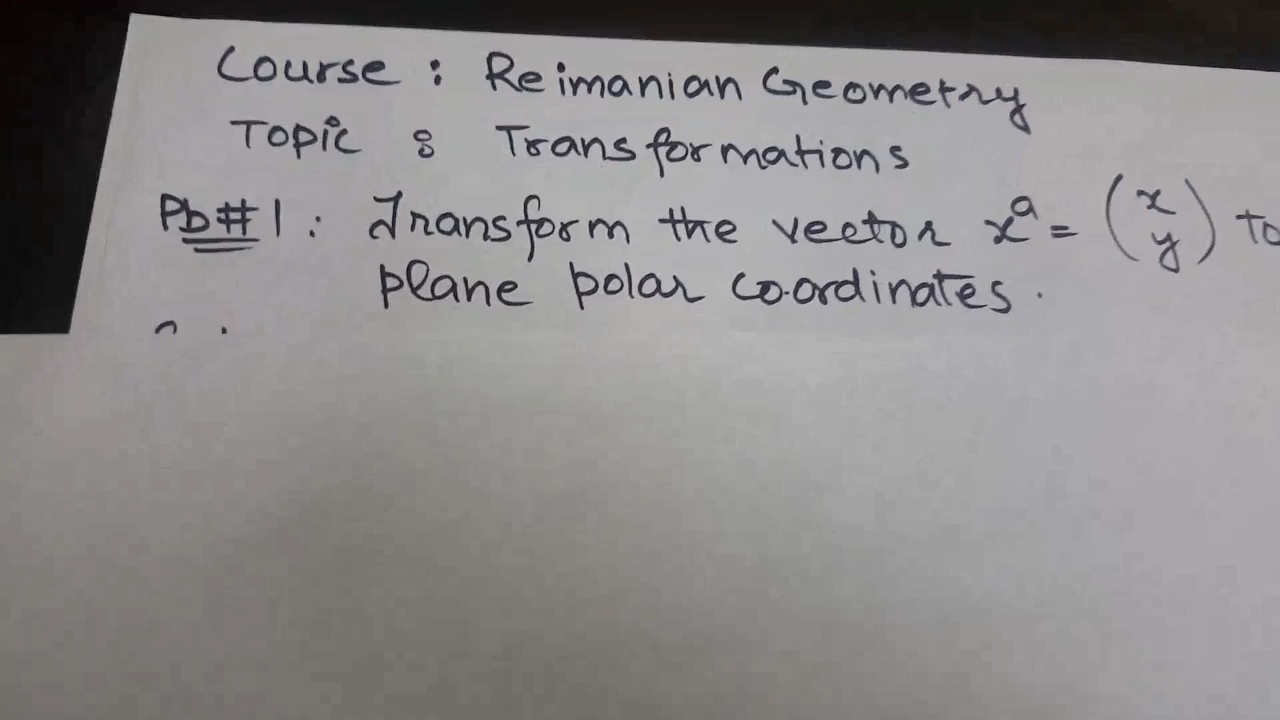 Course : Reimanian Geometry
Topic : Transformations
Pb#1 : Transform the vector x^a = (x y) to
plane polar coordinates.